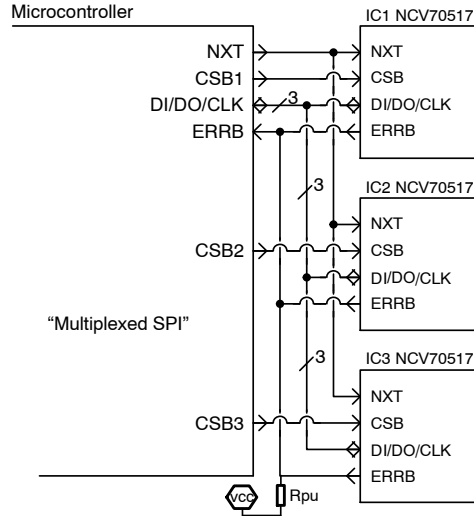 Microcontroller
IC1 NCV70517
NXT
NXT
CSB1
CSB
DI/DO/CLK
3
DI/DO/CLK
ERRB
ERRB
3
IC2 NCV70517
NXT
CSB2
CSB
DI/DO/CLK
ERRB
"Multiplexed SPI"
3
IC3 NCV70517
NXT
CSB3
CSB
DI/DO/CLK
ERRB
VCC
Rpu